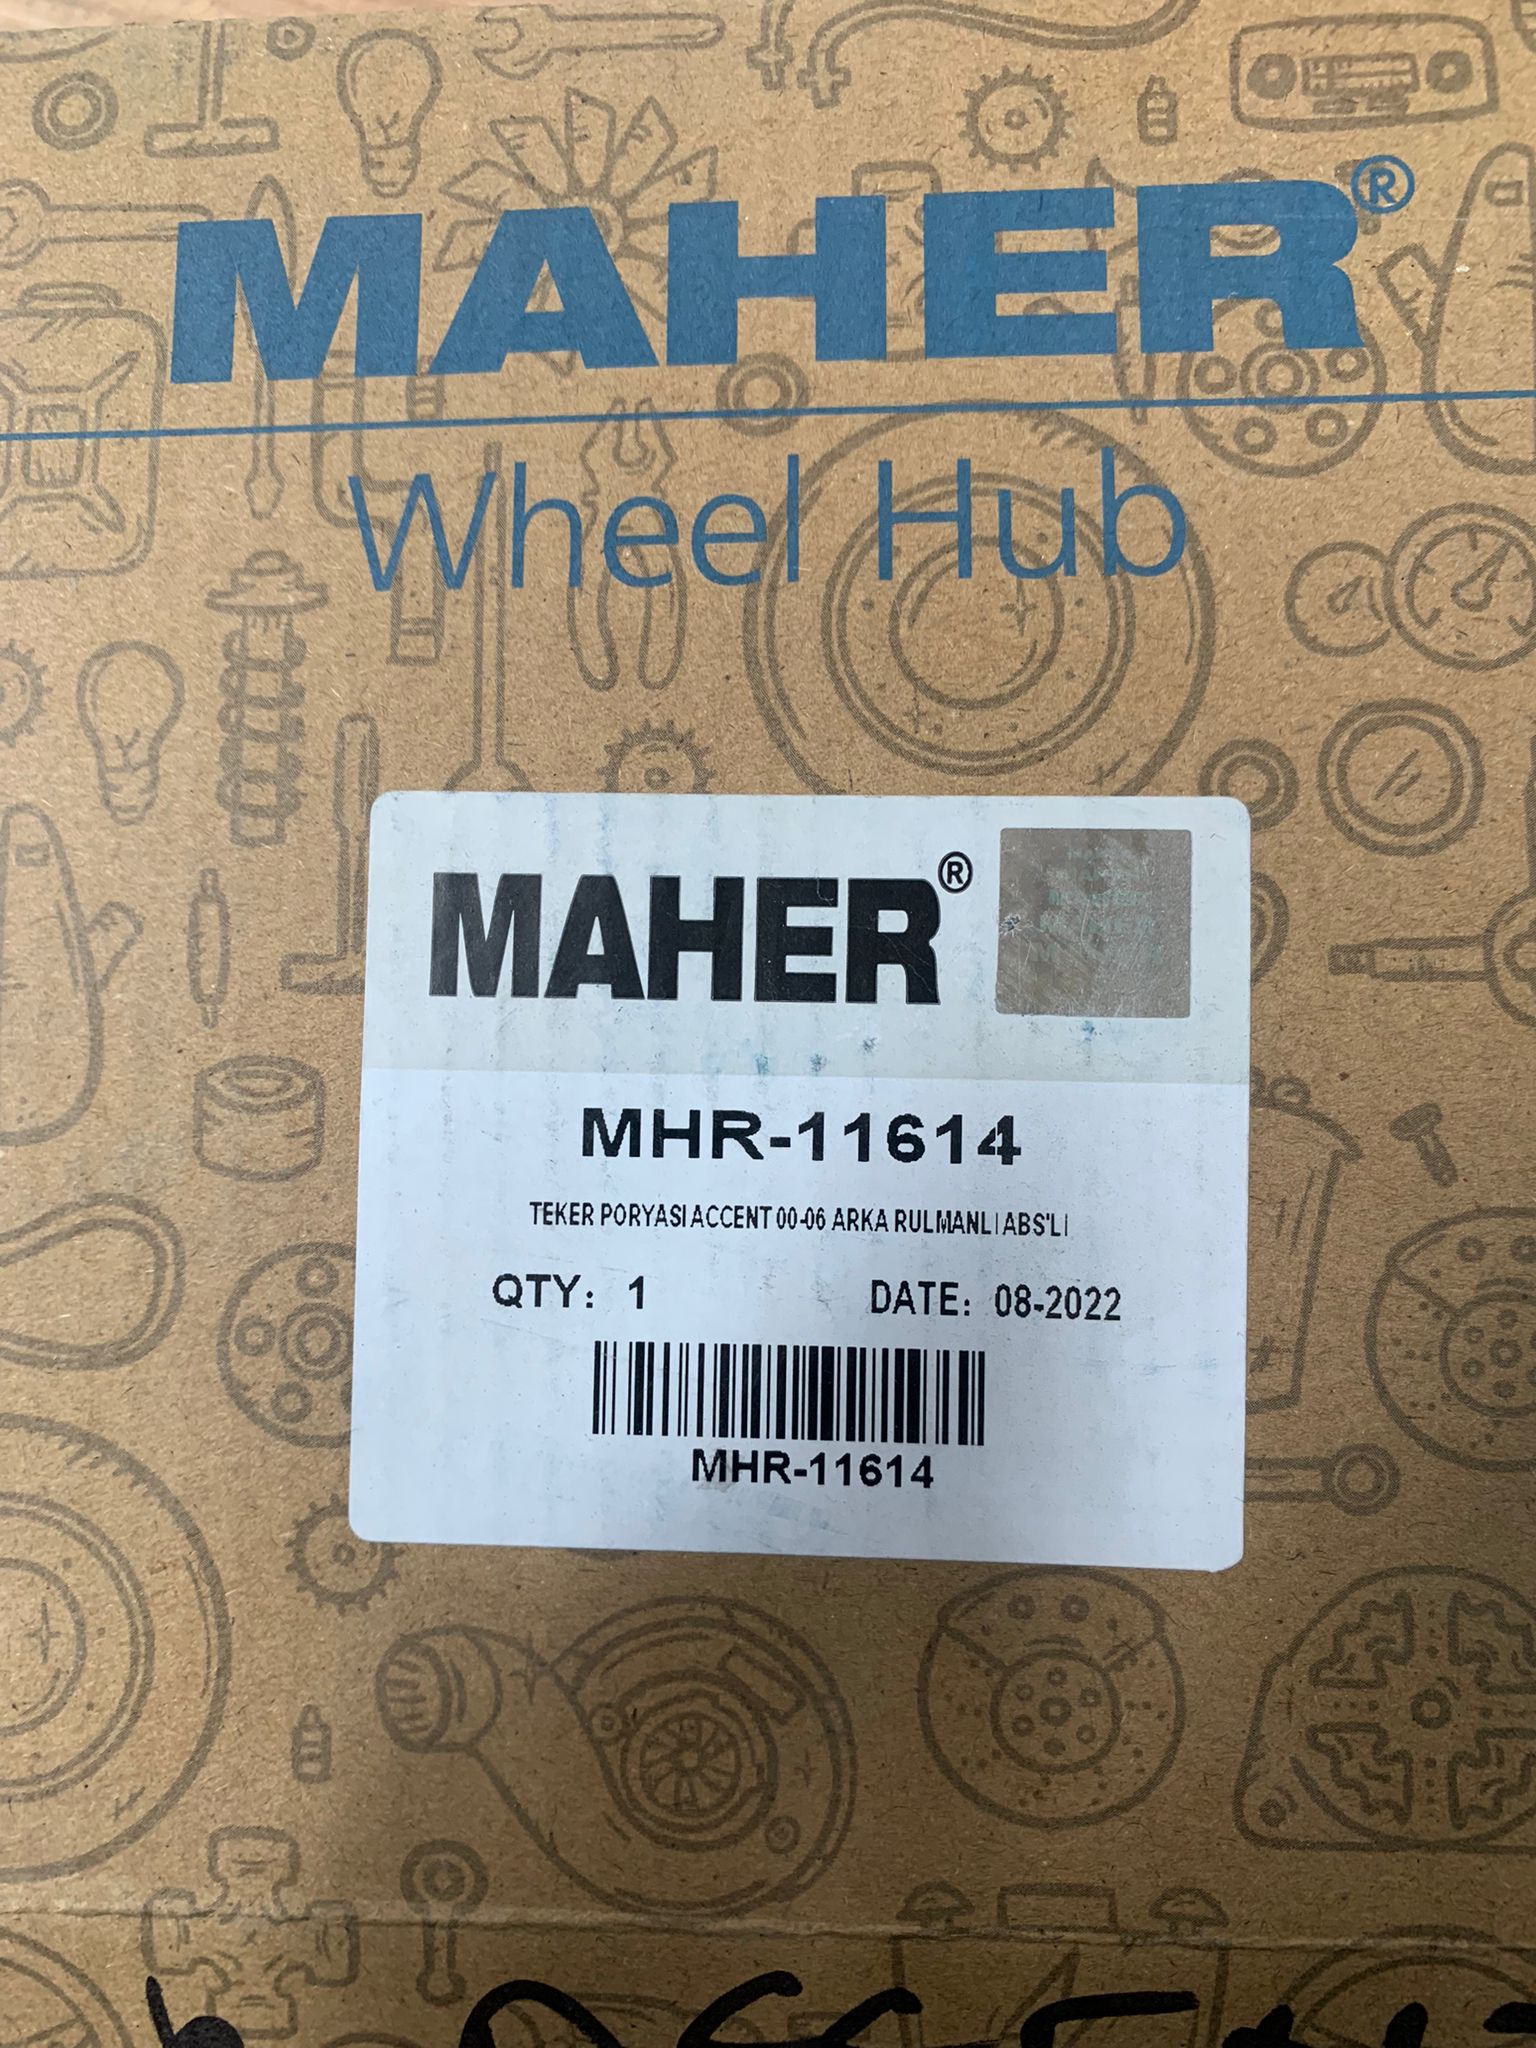 MAHER®
Wheel Hub
MAHER®
MHR-11614
TEKER PORYASI ACCENT 00-06 ARKA RULMANLI ABS'LI
QTY: 1
DATE: 08-2022
MHR-11614